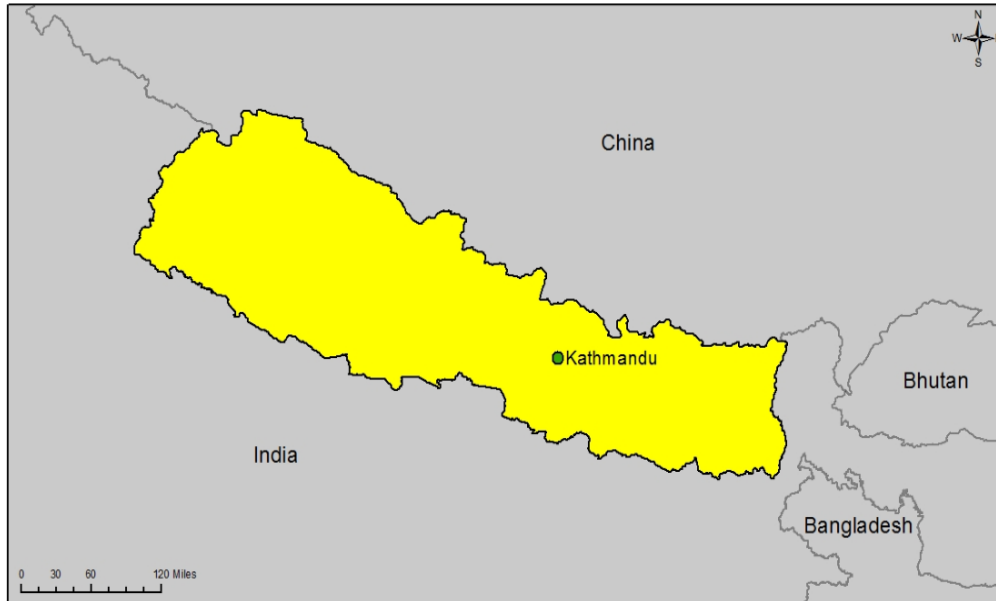 N
W
S
China
Kathmandu
Bhutan
India
Bangladesh
0 30 60 120 Miles